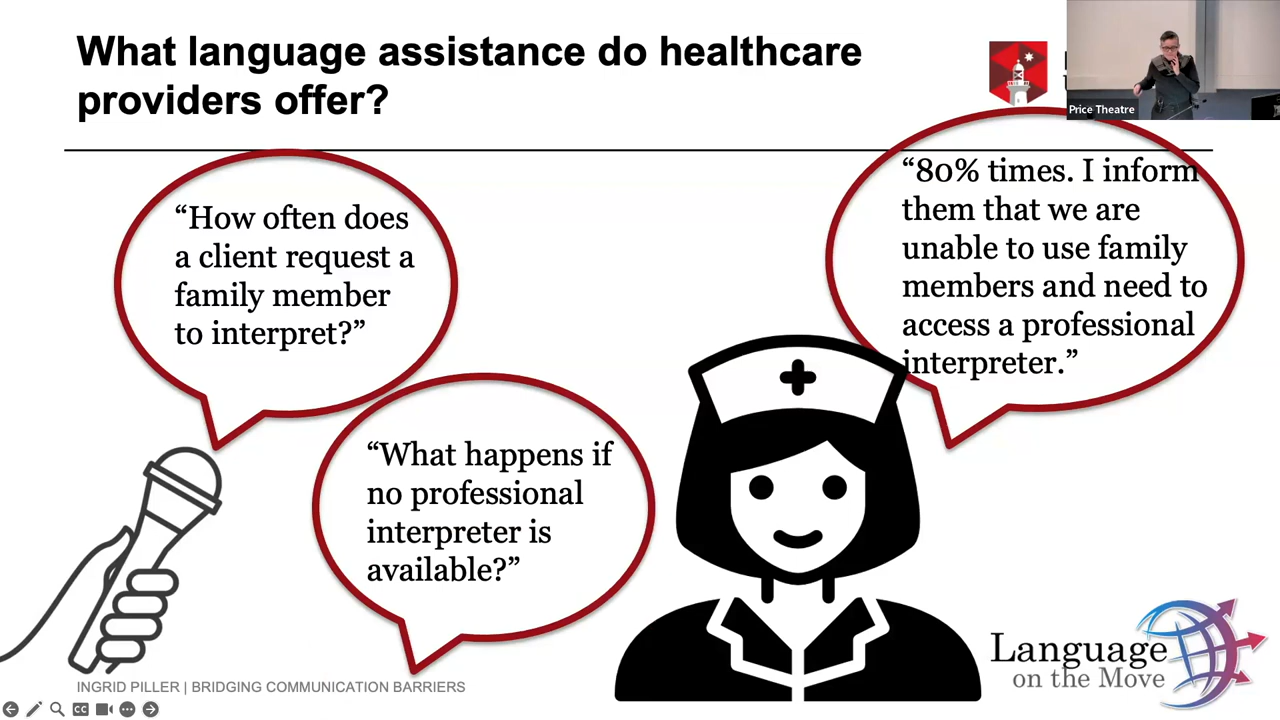 What language assistance do healthcare
providers offer?
Price Theatre
“How often does
a client request a
family member
to interpret?”
“80% times. I inform
them that we are
unable to use family
members and need to
access a professional
interpreter.”
“What happens if
no professional
interpreter is
available?”
Language
on the Move
INGRID PILLER | BRIDGING COMMUNICATION BARRIERS
CC